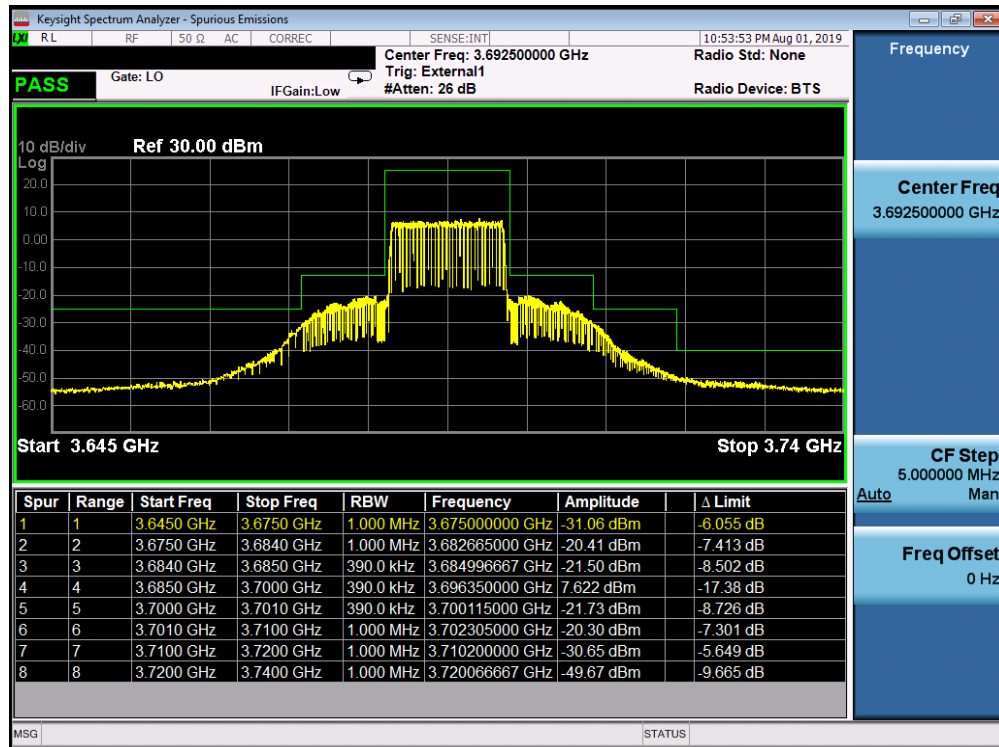 Keysight Spectrum Analyzer - Spurious Emissions
LXI RL RF 50 Ω AC CORREC SENSE:INT 10:53:53 PM Aug 01, 2019
Center Freq: 3.692500000 GHz Radio Std: None
Gate: LO Trig: External1
PASS IFGain:Low #Atten: 26 dB Radio Device: BTS
10 dB/div Ref 30.00 dBm
Log
20.0
10.0
0.00
-10.0
-20.0
-30.0
-40.0
-50.0
-60.0
Start 3.645 GHz Stop 3.74 GHz
Spur Range Start Freq Stop Freq RBW Frequency Amplitude Δ Limit
1 1 3.6450 GHz 3.6750 GHz 1.000 MHz 3.675000000 GHz -31.06 dBm -6.055 dB
2 2 3.6750 GHz 3.6840 GHz 1.000 MHz 3.682665000 GHz -20.41 dBm -7.413 dB
3 3 3.6840 GHz 3.6850 GHz 390.0 kHz 3.684996667 GHz -21.50 dBm -8.502 dB
4 4 3.6850 GHz 3.7000 GHz 390.0 kHz 3.696350000 GHz 7.622 dBm -17.38 dB
5 5 3.7000 GHz 3.7010 GHz 390.0 kHz 3.700115000 GHz -21.73 dBm -8.726 dB
6 6 3.7010 GHz 3.7100 GHz 1.000 MHz 3.702305000 GHz -20.30 dBm -7.301 dB
7 7 3.7100 GHz 3.7200 GHz 1.000 MHz 3.710200000 GHz -30.65 dBm -5.649 dB
8 8 3.7200 GHz 3.7400 GHz 1.000 MHz 3.720066667 GHz -49.67 dBm -9.665 dB
MSG STATUS
Frequency
Center Freq
3.692500000 GHz
CF Step
5.000000 MHz
Auto Man
Freq Offset
0 Hz